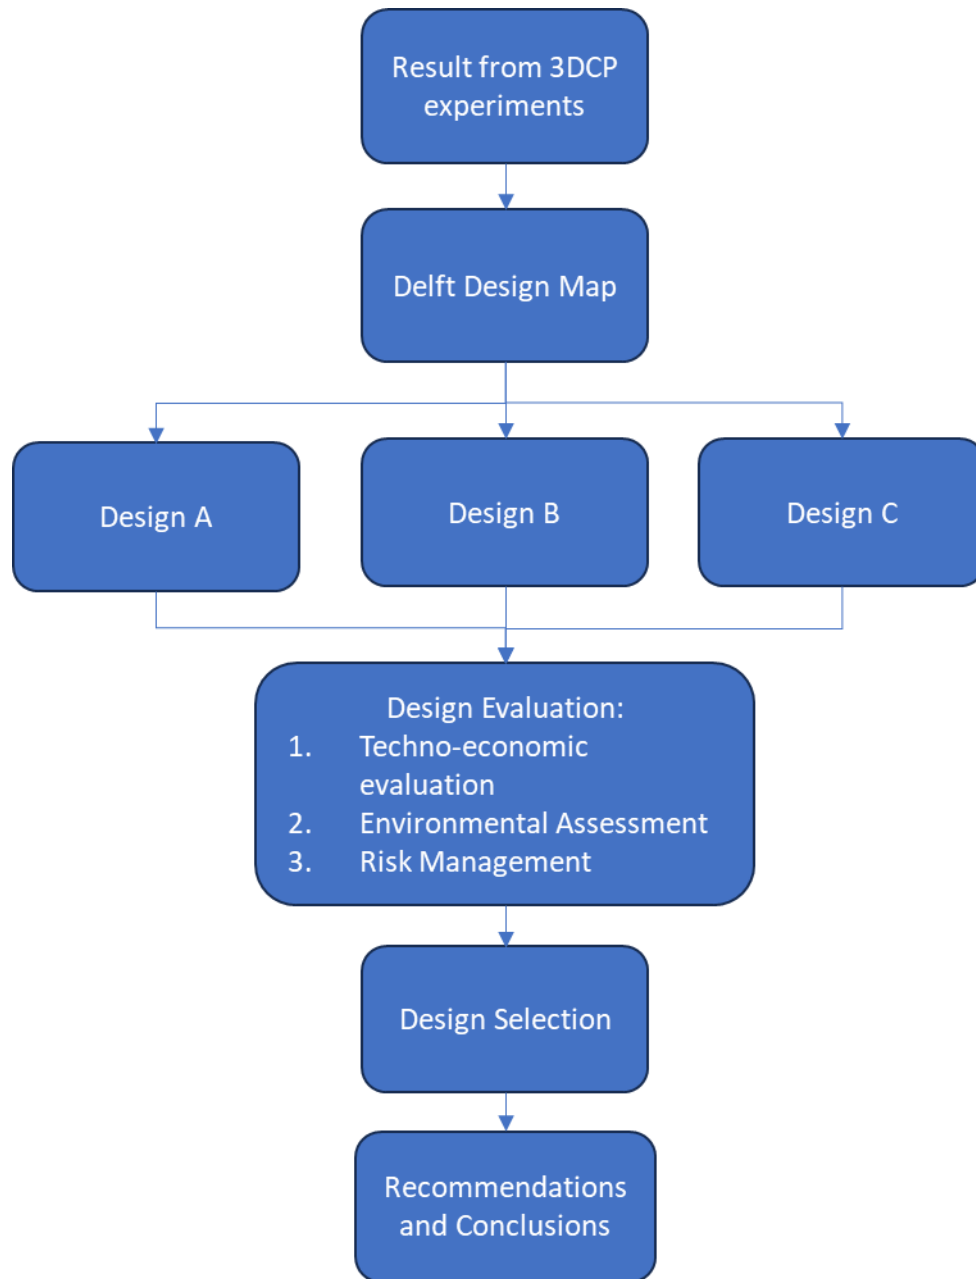 Result from 3DCP
experiments
Delft Design Map
Design A
Design B
Design C
Design Evaluation:
1. Techno-economic
evaluation
2. Environmental Assessment
3. Risk Management
Design Selection
Recommendations
and Conclusions